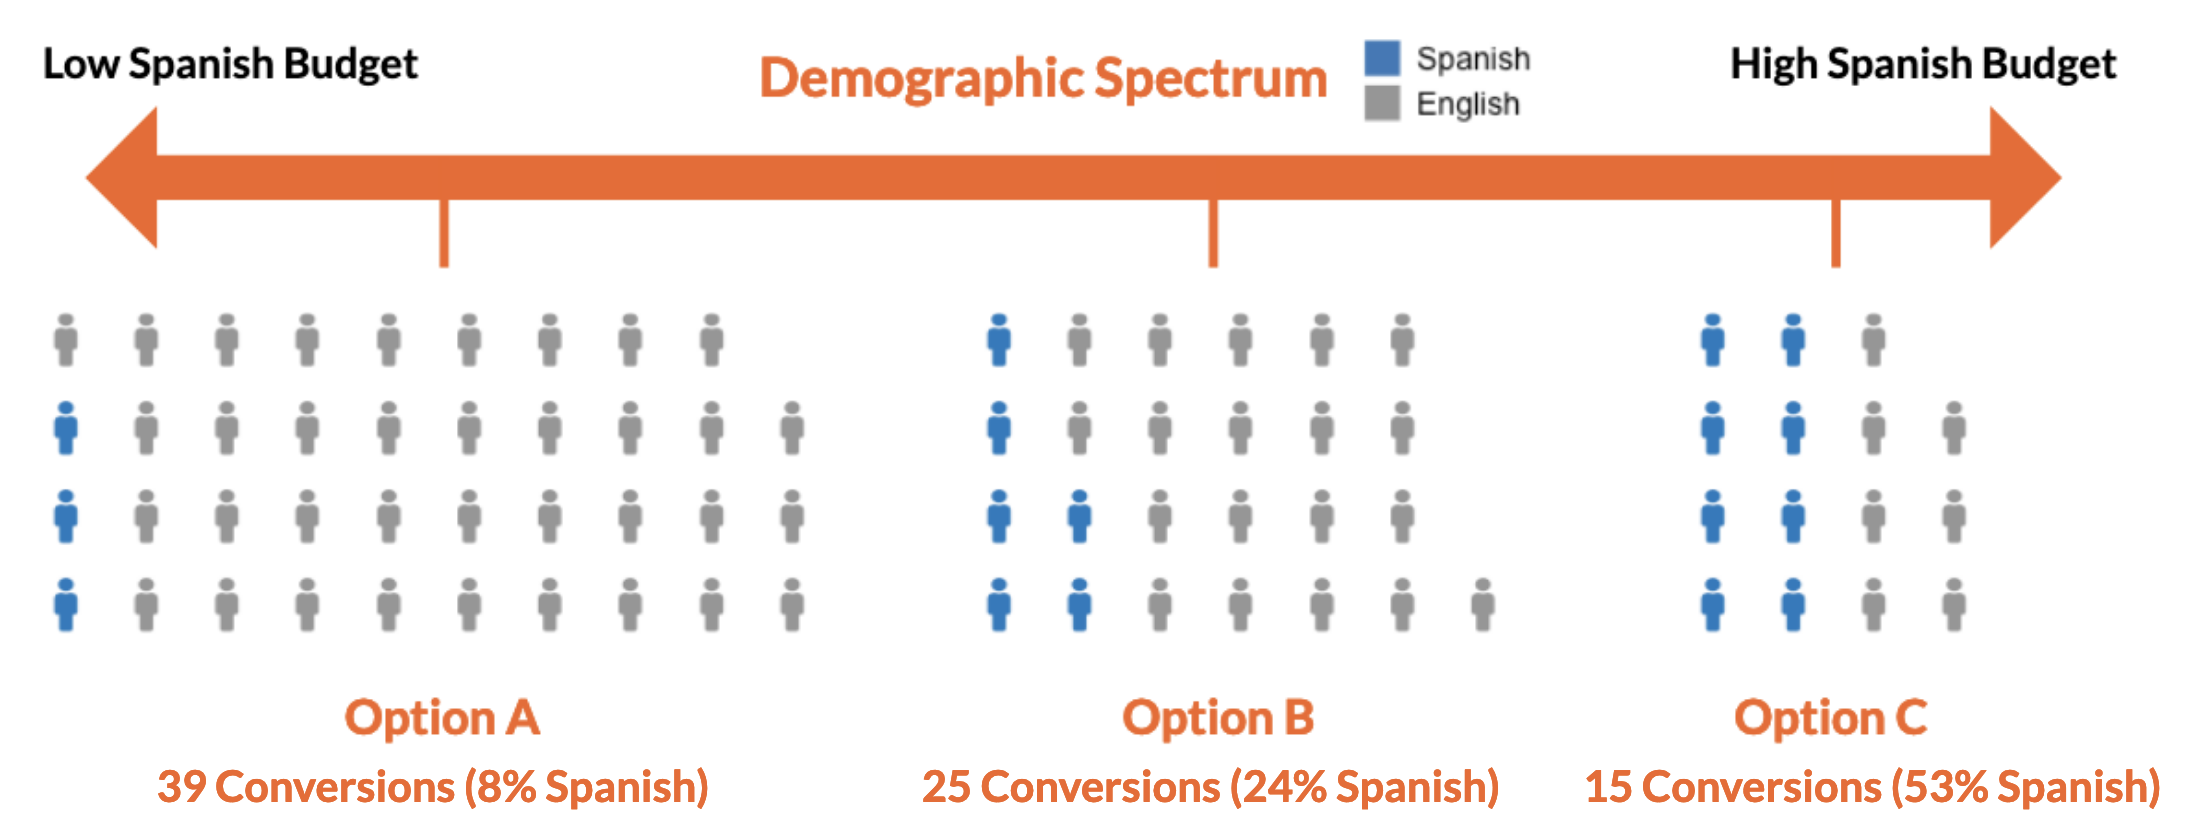 Low Spanish Budget
Demographic Spectrum
Spanish
English
High Spanish Budget
Option A
39 Conversions (8% Spanish)
Option B
25 Conversions (24% Spanish)
Option C
15 Conversions (53% Spanish)